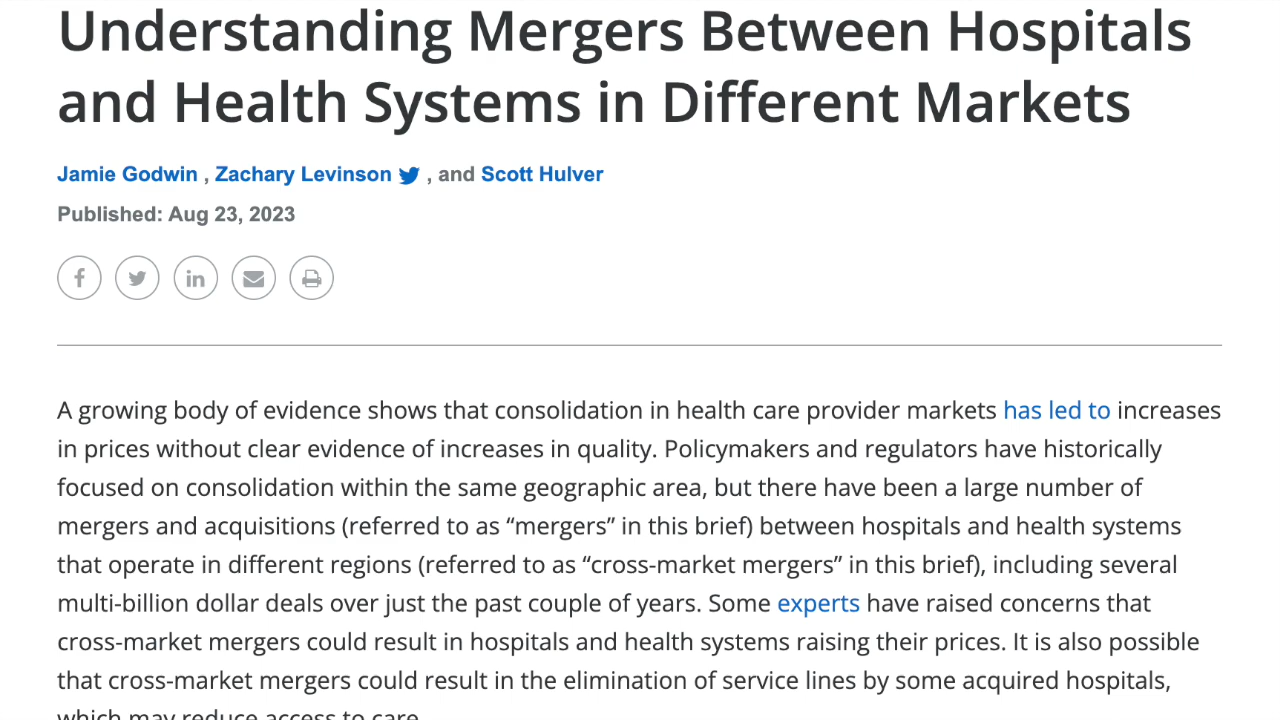 Understanding Mergers Between Hospitals
and Health Systems in Different Markets
Jamie Godwin , Zachary Levinson , and Scott Hulver
Published: Aug 23, 2023
A growing body of evidence shows that consolidation in health care provider markets has led to increases
in prices without clear evidence of increases in quality. Policymakers and regulators have historically
focused on consolidation within the same geographic area, but there have been a large number of
mergers and acquisitions (referred to as “mergers” in this brief) between hospitals and health systems
that operate in different regions (referred to as “cross-market mergers” in this brief), including several
multi-billion dollar deals over just the past couple of years. Some experts have raised concerns that
cross-market mergers could result in hospitals and health systems raising their prices. It is also possible
that cross-market mergers could result in the elimination of service lines by some acquired hospitals,
which may reduce access to care.